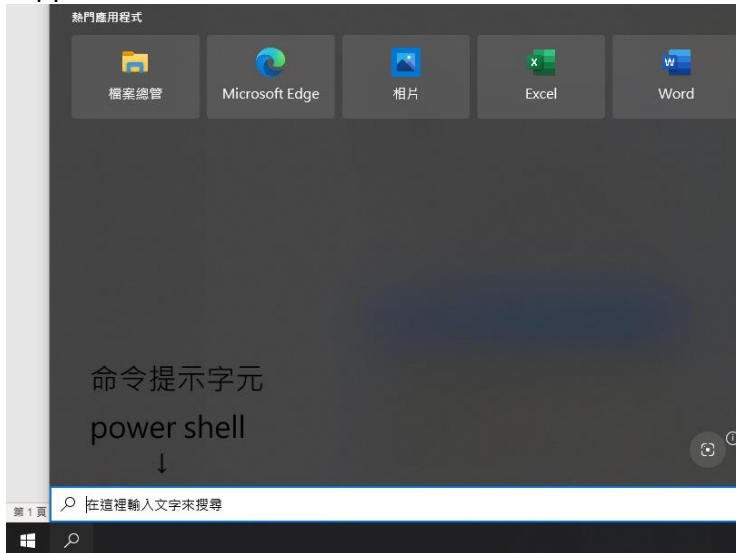 熱門應用程式
檔案總管 Microsoft Edge 相片 Excel Word
命令提示字元
power shell
↓
在這裡輸入文字來搜尋
第 1 頁